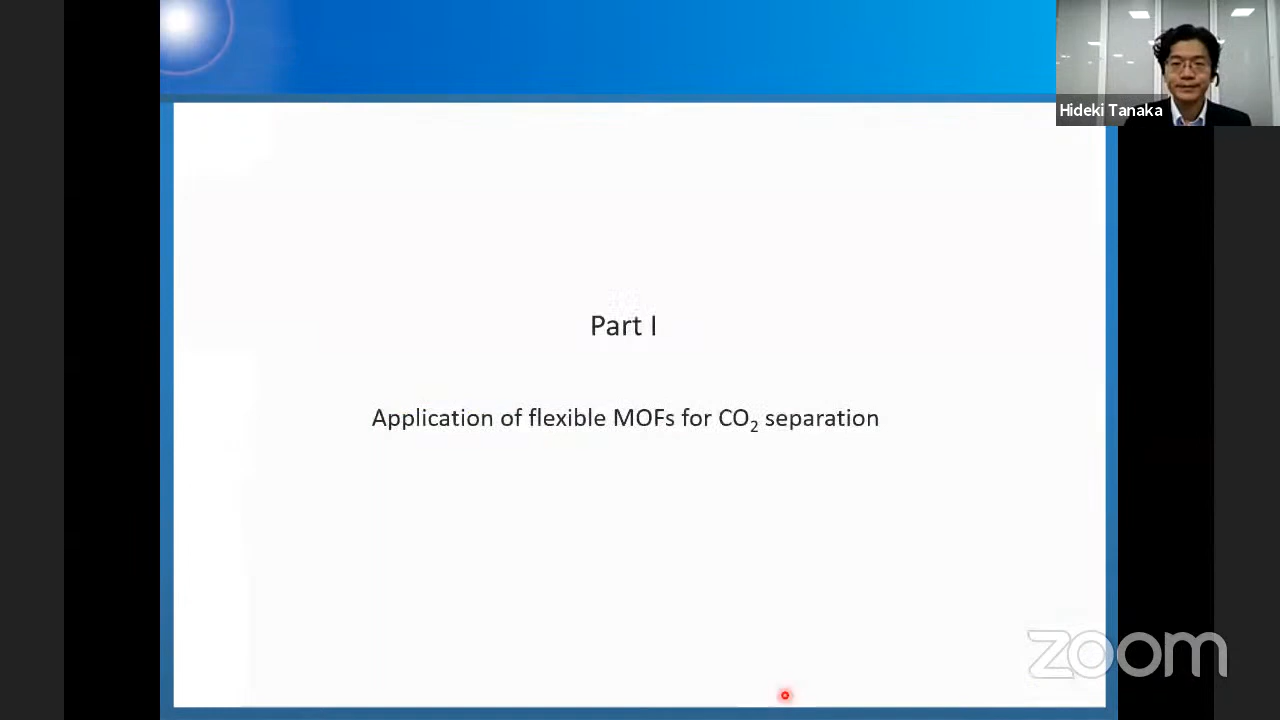 Hideki Tanaka
Part I
Application of flexible MOFs for CO₂ separation
zoom